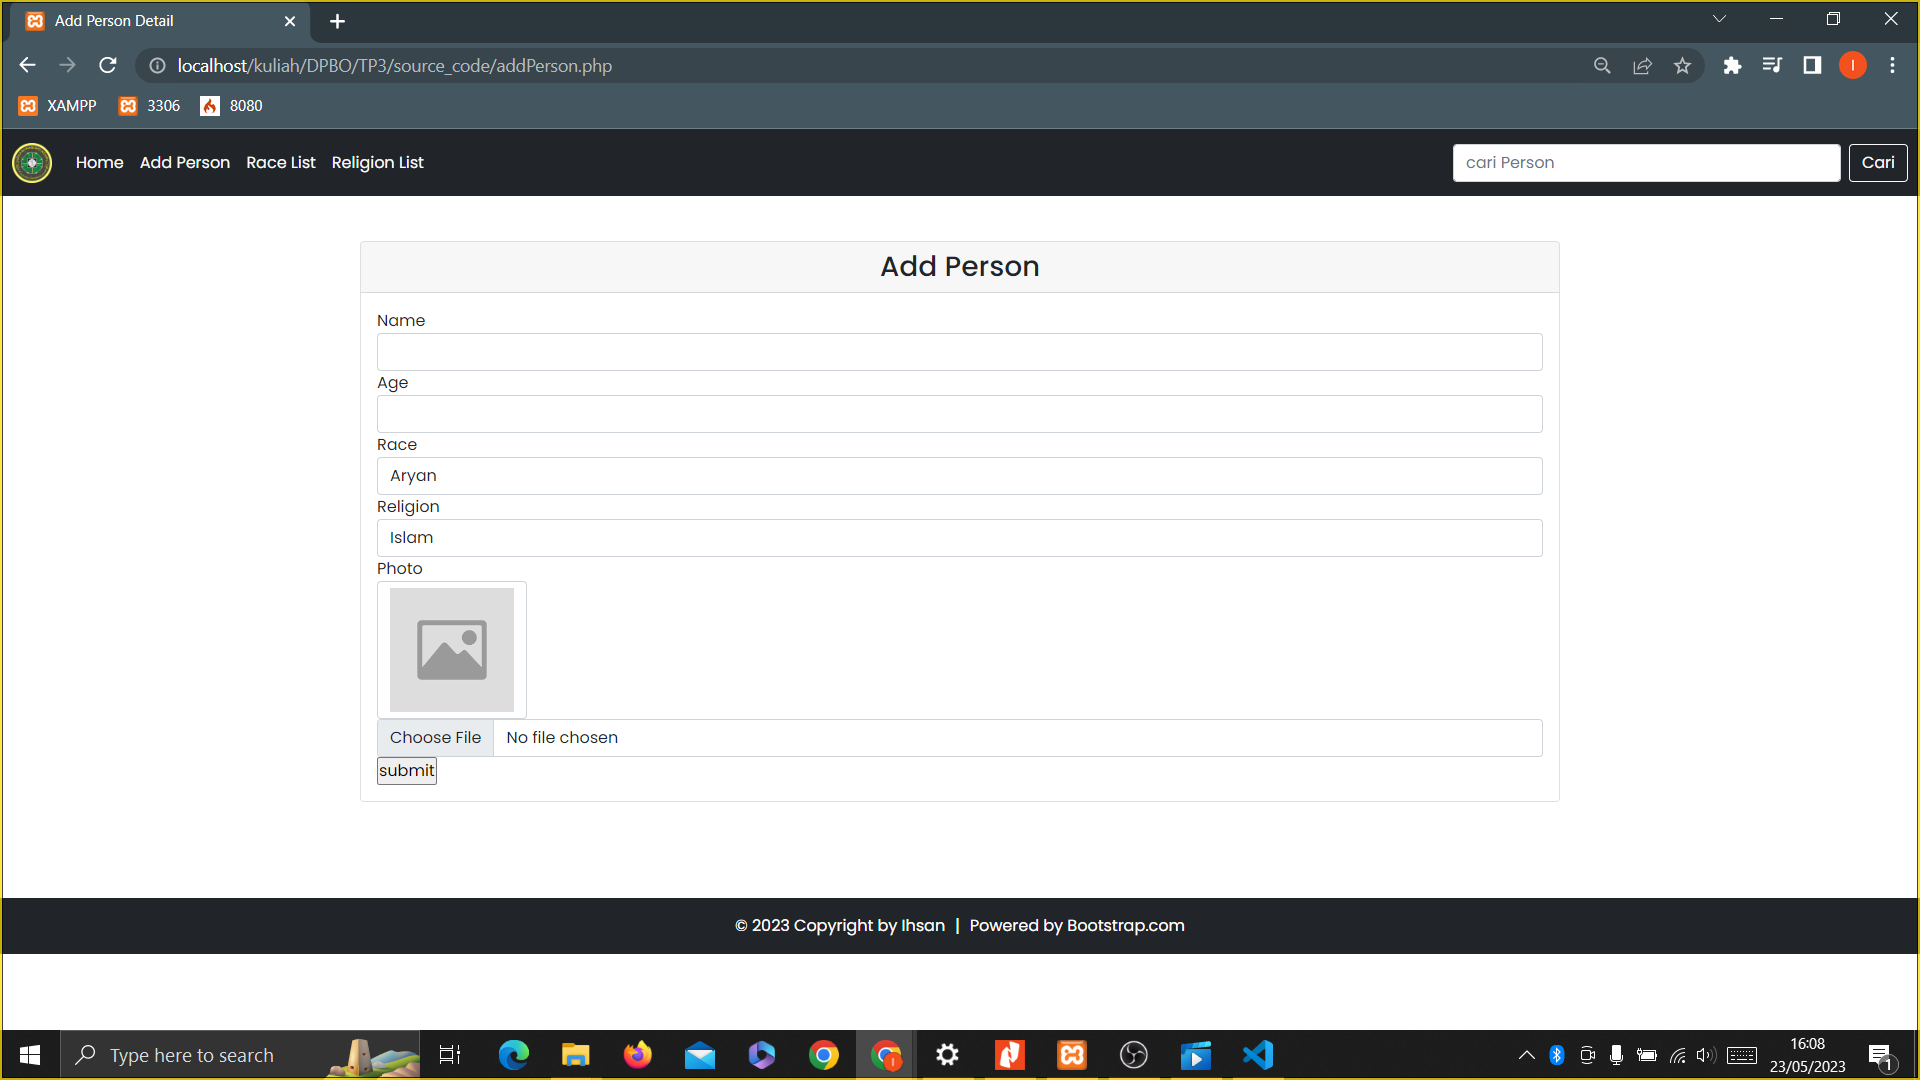 Add Person Detail
localhost/kuliah/DPBO/TP3/source_code/addPerson.php
I
XAMPP 3306 8080
Home Add Person Race List Religion List cari Person Cari
Add Person
Name
Age
Race
Aryan
Religion
Islam
Photo
Choose File No file chosen
submit
© 2023 Copyright by Ihsan | Powered by Bootstrap.com
Type here to search
16:08
23/05/2023
1